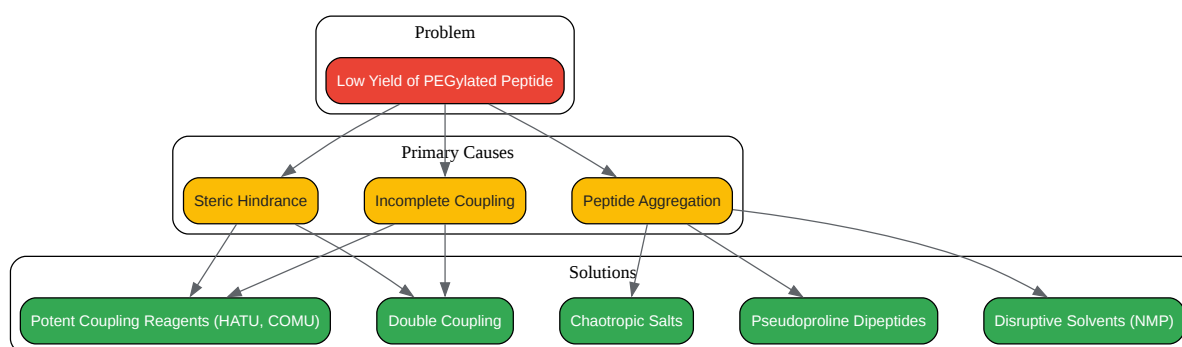 Problem
Low Yield of PEGylated Peptide
Primary Causes
Steric Hindrance
Incomplete Coupling
Peptide Aggregation
Solutions
Potent Coupling Reagents (HATU, COMU)
Double Coupling
Chaotropic Salts
Pseudoproline Dipeptides
Disruptive Solvents (NMP)